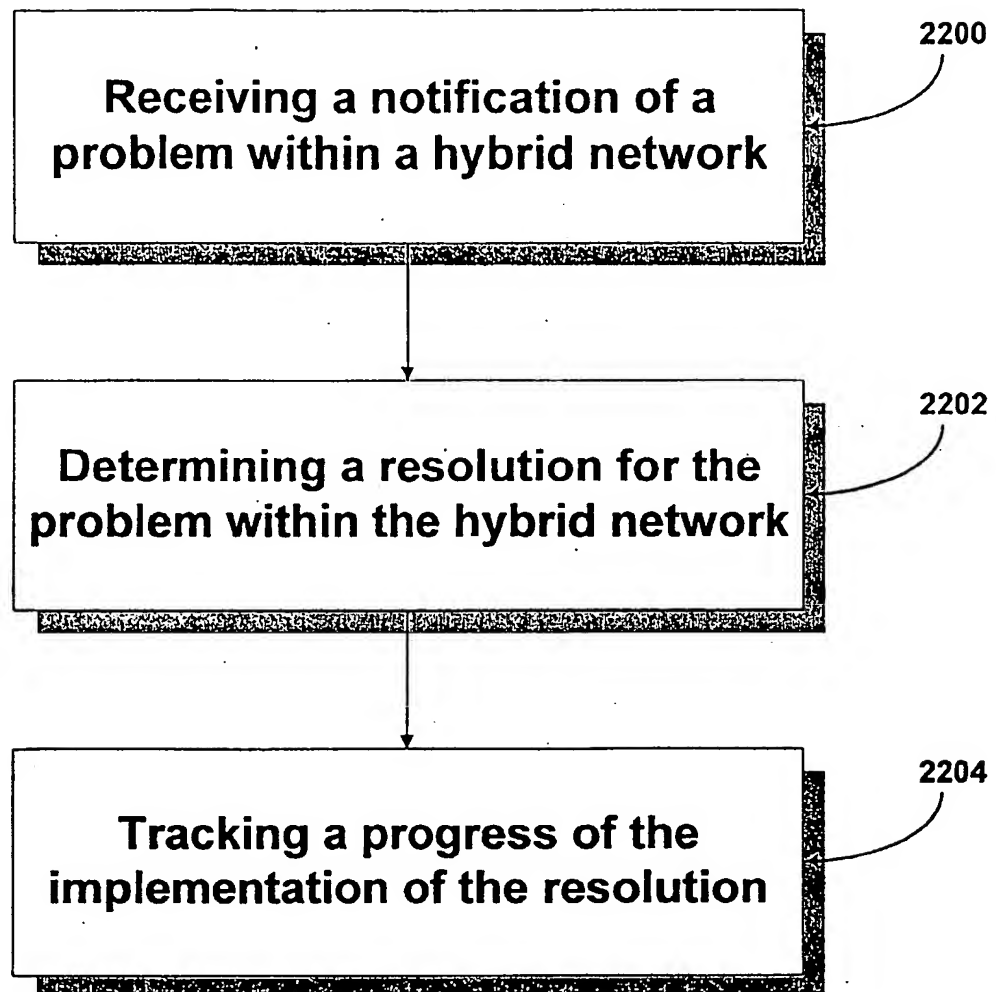 2200
Receiving a notification of a
problem within a hybrid network
2202
Determining a resolution for the
problem within the hybrid network
2204
Tracking a progress of the
implementation of the resolution